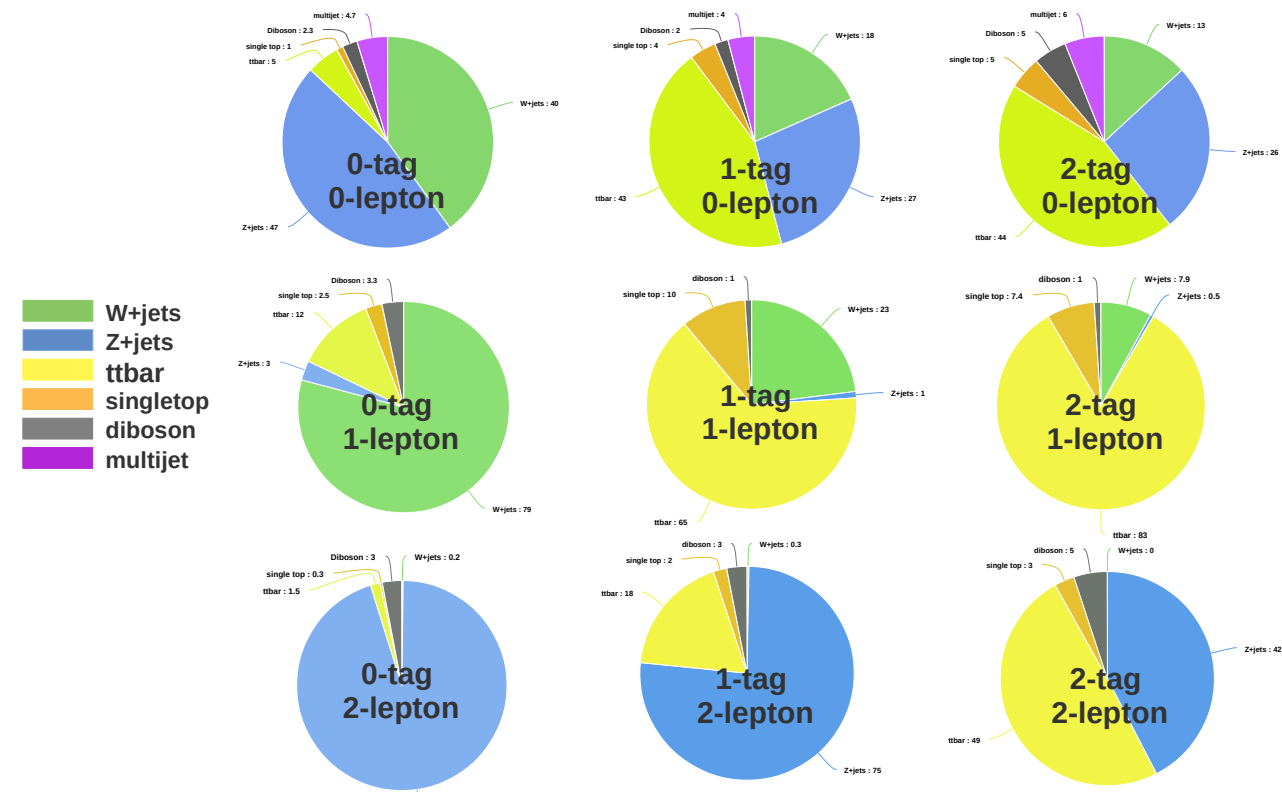 multijet : 4.7
Diboson : 2.3
single top : 1
ttbar : 5
W+jets : 40
Z+jets : 47
0-tag
0-lepton
multijet : 4
Diboson : 2
single top : 4
W+jets : 18
ttbar : 43
Z+jets : 27
1-tag
0-lepton
multijet : 6
Diboson : 5
single top : 5
W+jets : 13
Z+jets : 26
ttbar : 44
2-tag
0-lepton
W+jets
Z+jets
ttbar
singletop
diboson
multijet
Diboson : 3.3
single top : 2.5
ttbar : 12
Z+jets : 3
W+jets : 79
0-tag
1-lepton
diboson : 1
single top : 10
W+jets : 23
Z+jets : 1
ttbar : 65
1-tag
1-lepton
diboson : 1
single top : 7.4
W+jets : 7.9
Z+jets : 0.5
ttbar : 83
2-tag
1-lepton
Diboson : 3
W+jets : 0.2
single top : 0.3
ttbar : 1.5
0-tag
2-lepton
diboson : 3
W+jets : 0.3
single top : 2
ttbar : 18
Z+jets : 75
1-tag
2-lepton
diboson : 5
W+jets : 0
single top : 3
Z+jets : 42
ttbar : 49
2-tag
2-lepton